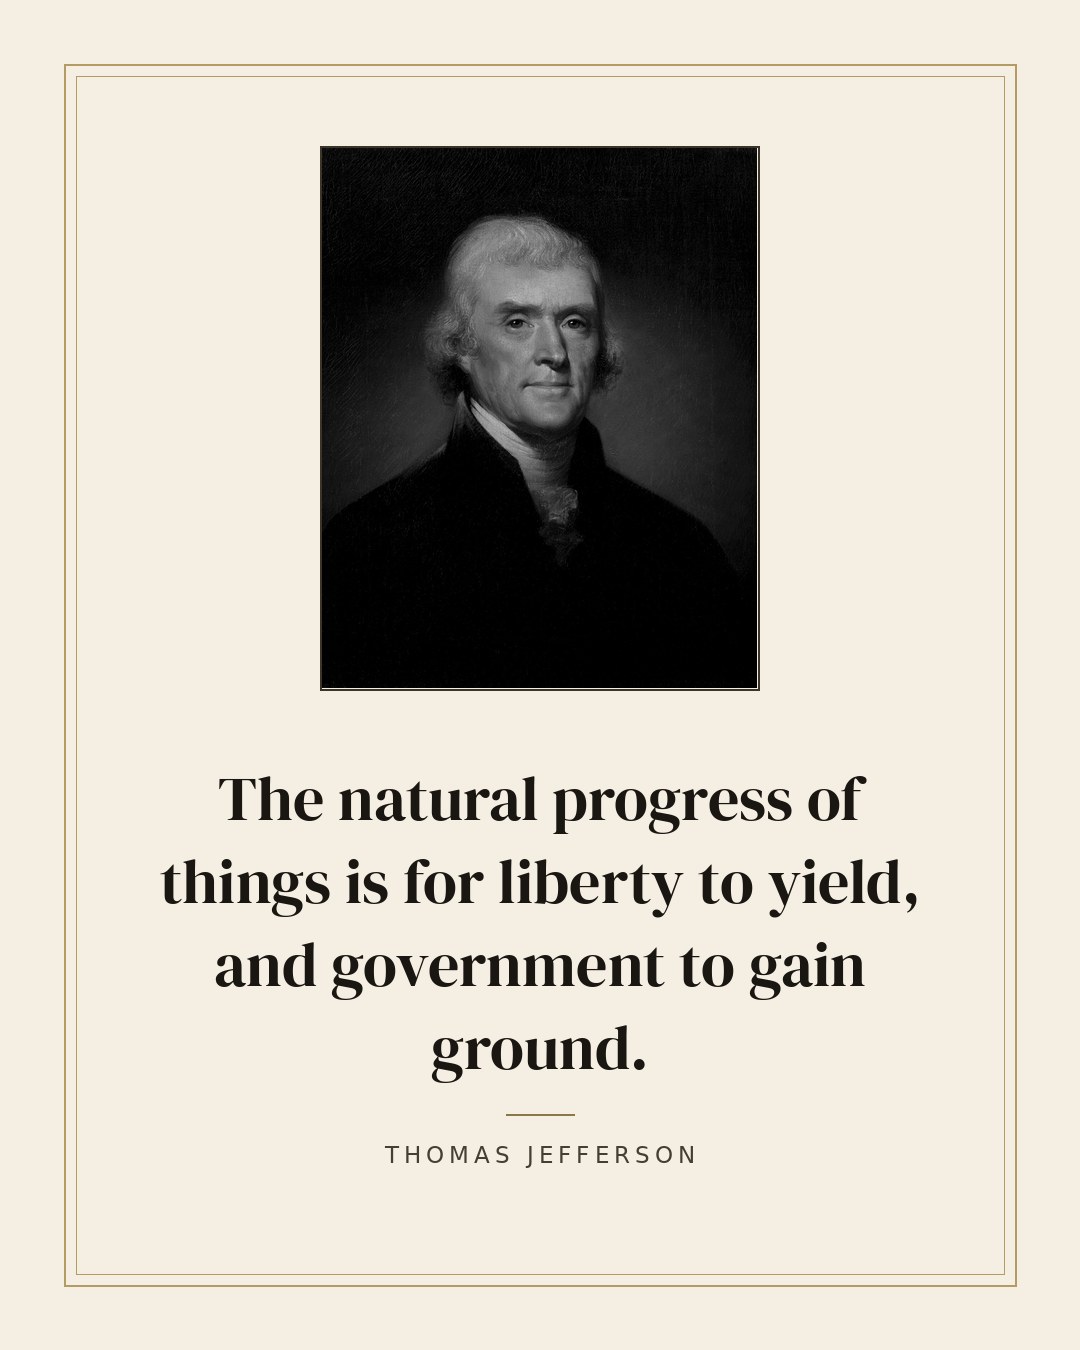 The natural progress of
things is for liberty to yield,
and government to gain
ground.
THOMAS JEFFERSON